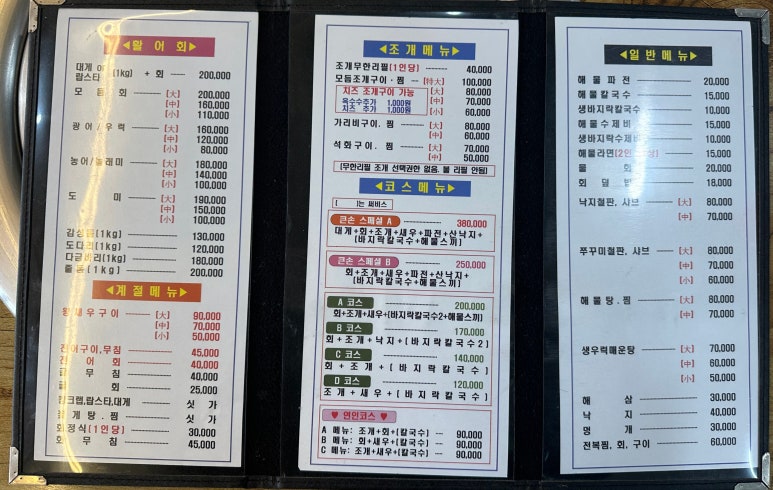 ◀활 어 회▶
대게
랍스타 (1kg) + 회 200,000
모 둠 회 [大] 200,000
[中] 160,000
[小] 110,000
광어/우럭 [大] 160,000
[中] 120,000
[小] 80,000
농어/놀래미 [大] 180,000
[中] 140,000
[小] 100,000
도 미 [大] 190,000
[中] 150,000
[小] 100,000
감성돔(1kg) 130,000
도다리(1kg) 120,000
다금바리(1kg) 180,000
줄돔(1kg) 200,000
◀계절메뉴▶
왕새우구이 [大] 90,000
[中] 70,000
[小] 50,000
전어구이,무침 45,000
전 어 회 40,000
무 침 40,000
회 25,000
킹크랩,랍스타,대게 싯 가
꽃게탕.찜 싯 가
회정식(1인당) 30,000
회 무 침 45,000
◀조개메뉴▶
조개무한리필(1인당) 40,000
모듬조개구이·찜 [特大] 100,000
치즈 조개구이 가능 [大] 80,000
옥수수추가 1,000원 [中] 70,000
치즈 추가 1,000원 [小] 60,000
가리비구이.찜 [大] 80,000
[中] 60,000
석화구이.찜 [大] 70,000
[中] 50,000
[무한리필 조개 선택권한 없음. 불 리필 안됨]
◀코스메뉴▶
[ ]는 써비스
큰손 스페셜 A 380,000
대게+회+조개+새우+파전+산낙지+
[바지락칼국수+해물스끼]
큰손 스페셜 B 250,000
회+조개+새우+파전+산낙지+
[바지락칼국수+해물스끼]
A 코스 200,000
회+조개+새우+(바지락칼국수2+해물스끼)
B 코스 170,000
회+조개+낙지+(바지락칼국수2)
C 코스 140,000
회 + 조 개 + ( 바 지 락 칼 국 수 )
D 코스 120,000
조 개 + 새 우 + ( 바 지 락 칼 국 수 )
♥ 연인코스 ♥
A 메뉴: 조개+회+(칼국수) 90,000
B 메뉴: 회+새우+(칼국수) 90,000
C 메뉴: 조개+새우+(칼국수) 90,000
◀일반메뉴▶
해 물 파 전 20,000
해물칼국수 15,000
생바지락칼국수 10,000
해물수제비 15,000
생바지락수제비 10,000
해물라면(2인 당) 15,000
물 회 20,000
회 덮 밥 18,000
낙지철판,샤브 [大] 80,000
[中] 70,000
쭈꾸미철판,샤브 [大] 80,000
[中] 70,000
[小] 60,000
해물탕.찜 [大] 80,000
[中] 70,000
생우럭매운탕 [大] 70,000
[中] 60,000
[小] 50,000
해 삼 30,000
낙 지 40,000
멍 개 30,000
전복찜,회,구이 60,000